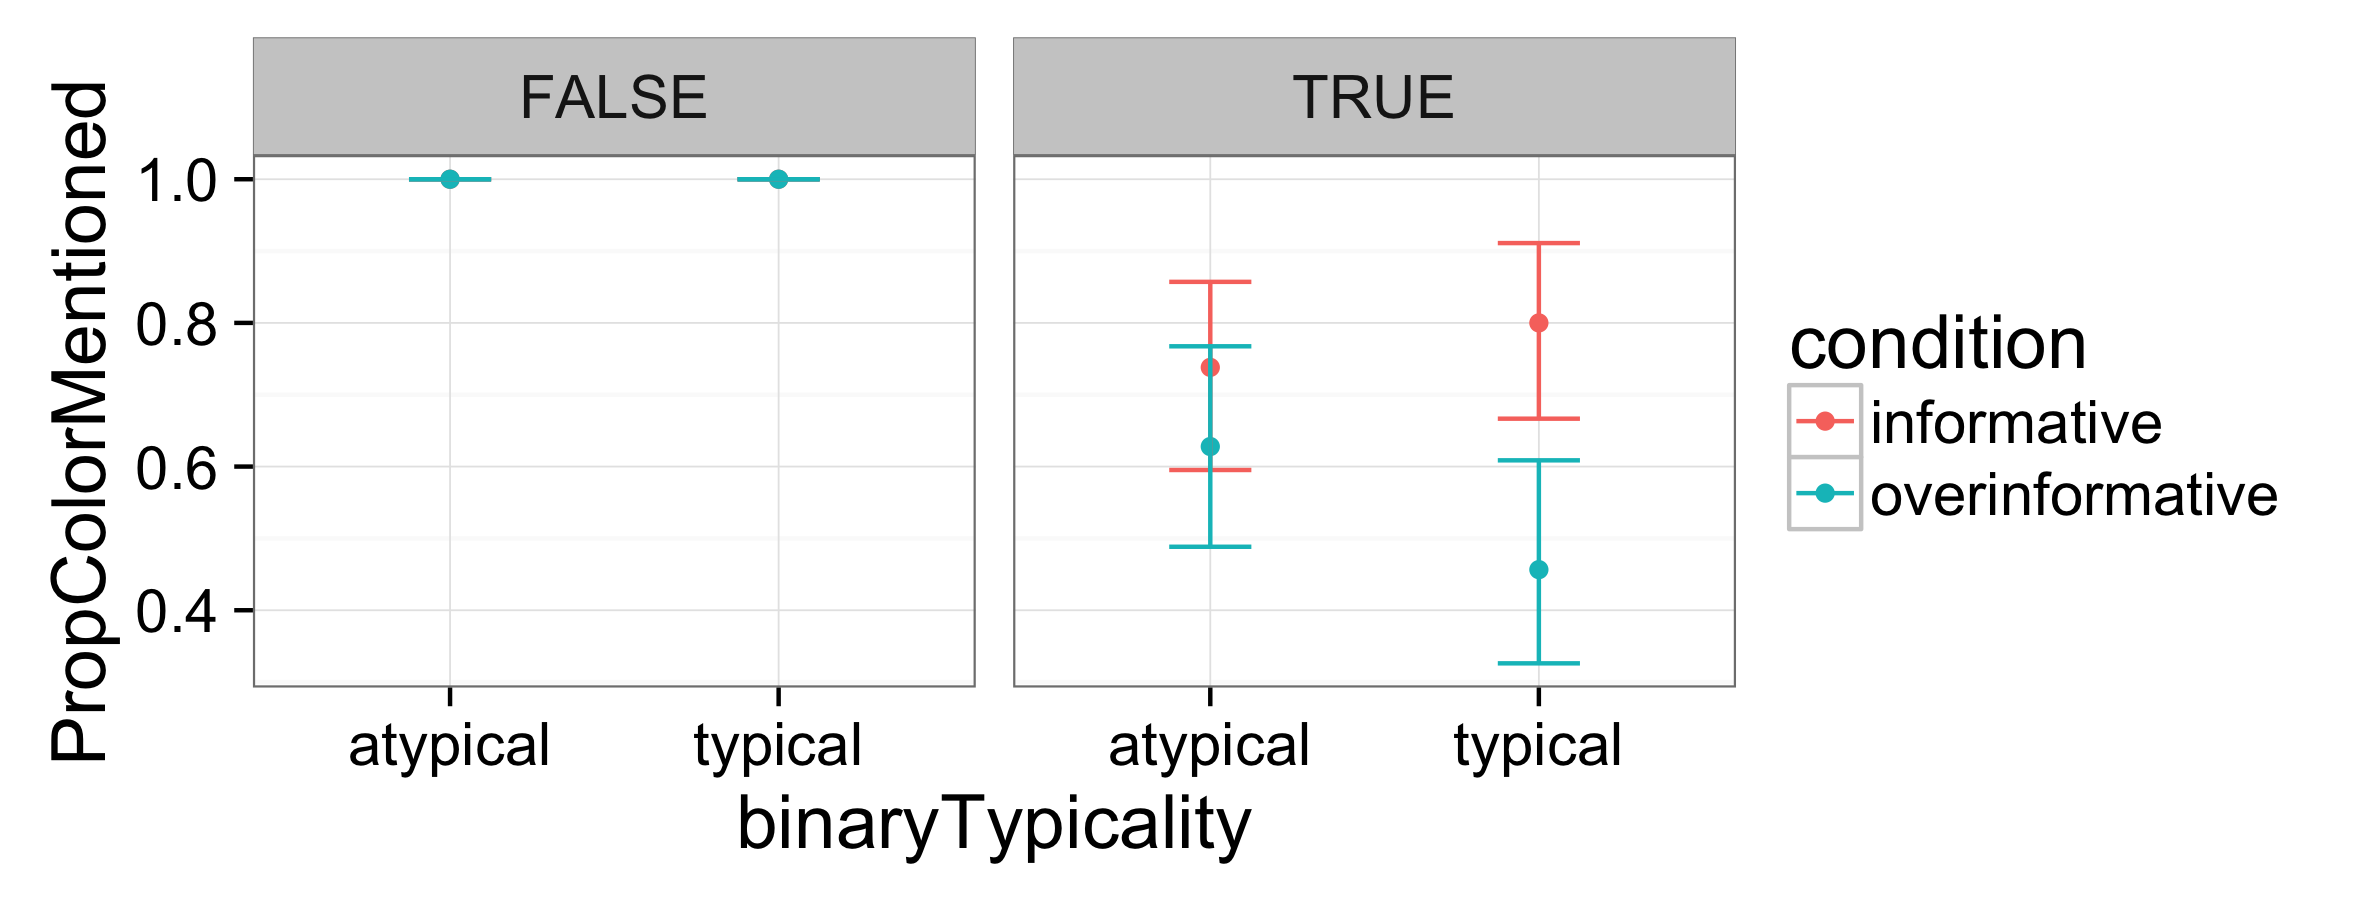 FALSE
TRUE
PropColorMentioned
1.0
0.8
0.6
0.4
atypical
typical
atypical
typical
binaryTypicality
condition
informative
overinformative